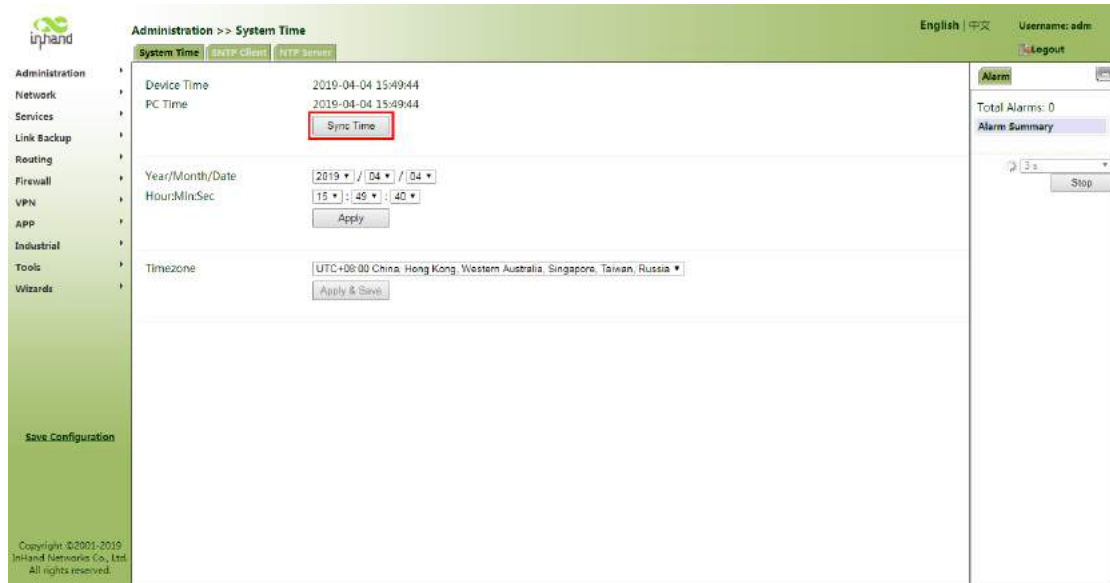 inhand
Administration >> System Time
English | 中文
Username: adm
Logout
System Time
SNTP Client
NTP Server
Administration
Network
Services
Link Backup
Routing
Firewall
VPN
APP
Industrial
Tools
Wizards
Save Configuration
Copyright ©2001-2019
InHand Networks Co., Ltd.
All rights reserved.
Device Time 2019-04-04 15:49:44
PC Time 2019-04-04 15:49:44
Sync Time
Year/Month/Date 2019 / 04 / 04
Hour:Min:Sec 15 : 49 : 40
Apply
Timezone UTC+08:00 China, Hong Kong, Western Australia, Singapore, Taiwan, Russia
Apply & Save
Alarm
Total Alarms: 0
Alarm Summary
3 s
Stop